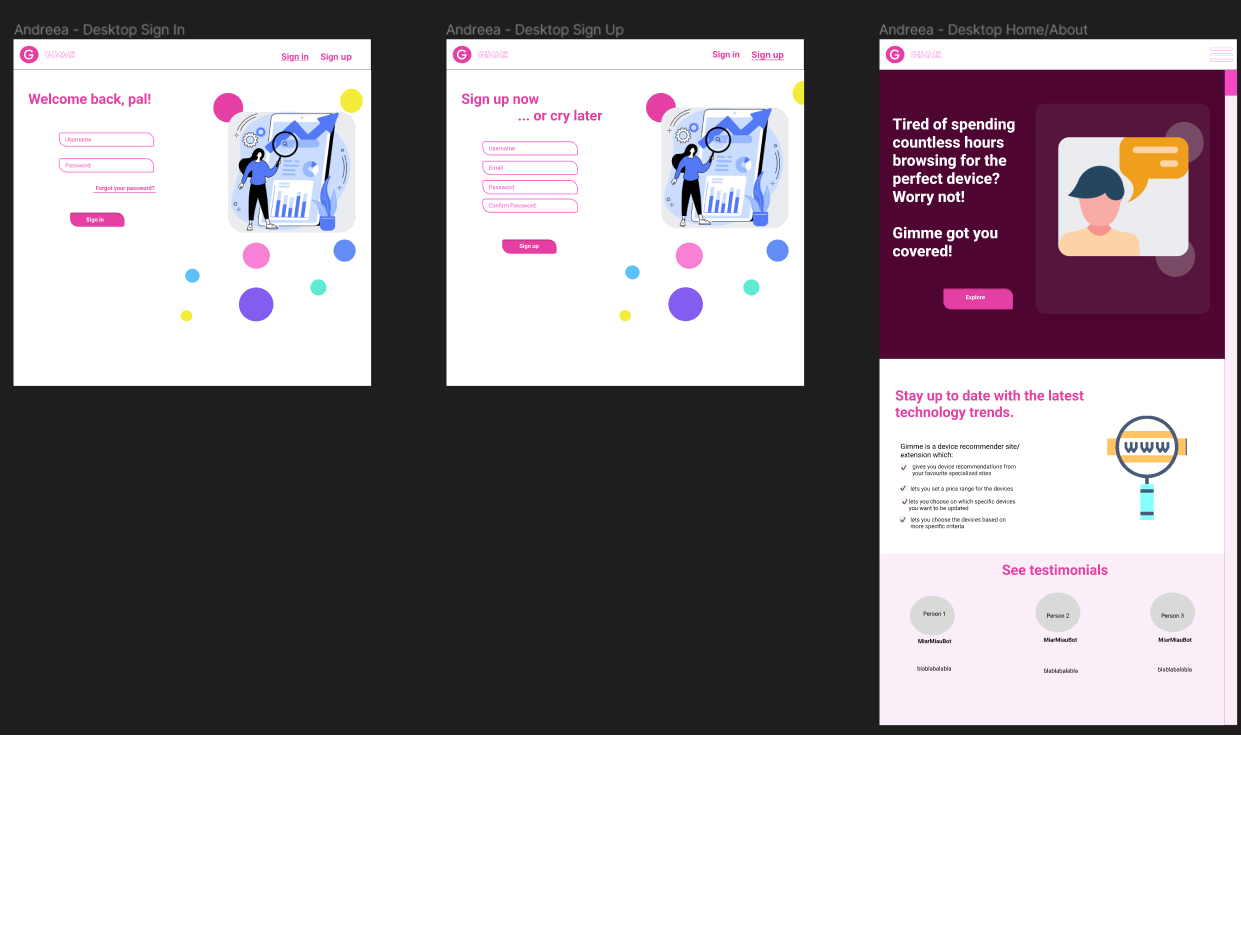 Andreea - Desktop Sign In
G GIMME
Sign in Sign up
Welcome back, pal!
Username
Password
Forgot your password?
Sign in
Andreea - Desktop Sign Up
G GIMME
Sign in Sign up
Sign up now
... or cry later
Username
Email
Password
Confirm Password
Sign up
Andreea - Desktop Home/About
G GIMME
Tired of spending
countless hours
browsing for the
perfect device?
Worry not!
Gimme got you
covered!
Explore
Stay up to date with the latest
technology trends.
Gimme is a device recommender site/
extension which:
gives you device recommendations from
your favourite specialized sites
lets you set a price range for the devices
lets you choose on which specific devices
you want to be updated
lets you choose the devices based on
more specific criteria
www
See testimonials
Person 1
MiarMiauBot
blablabalabla
Person 2
MiarMiauBot
blablabalabla
Person 3
MiarMiauBot
blablabalabla